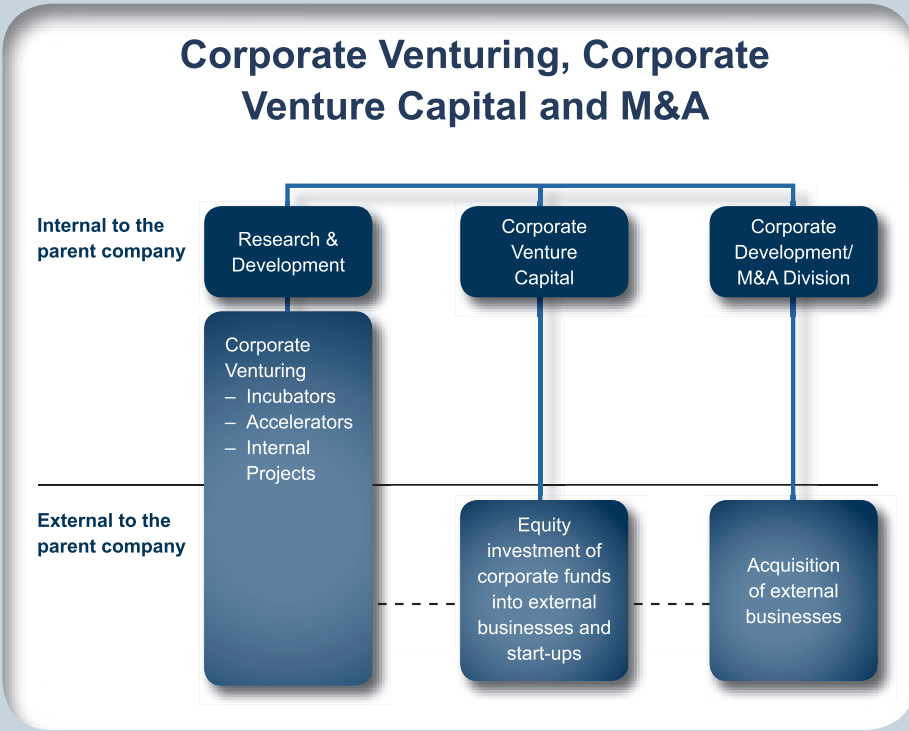 Corporate Venturing, Corporate
Venture Capital and M&A
Internal to the
parent company
Research &
Development
Corporate
Venture
Capital
Corporate
Development/
M&A Division
Corporate
Venturing
– Incubators
– Accelerators
– Internal
Projects
External to the
parent company
Equity
investment of
corporate funds
into external
businesses and
start-ups
Acquisition
of external
businesses